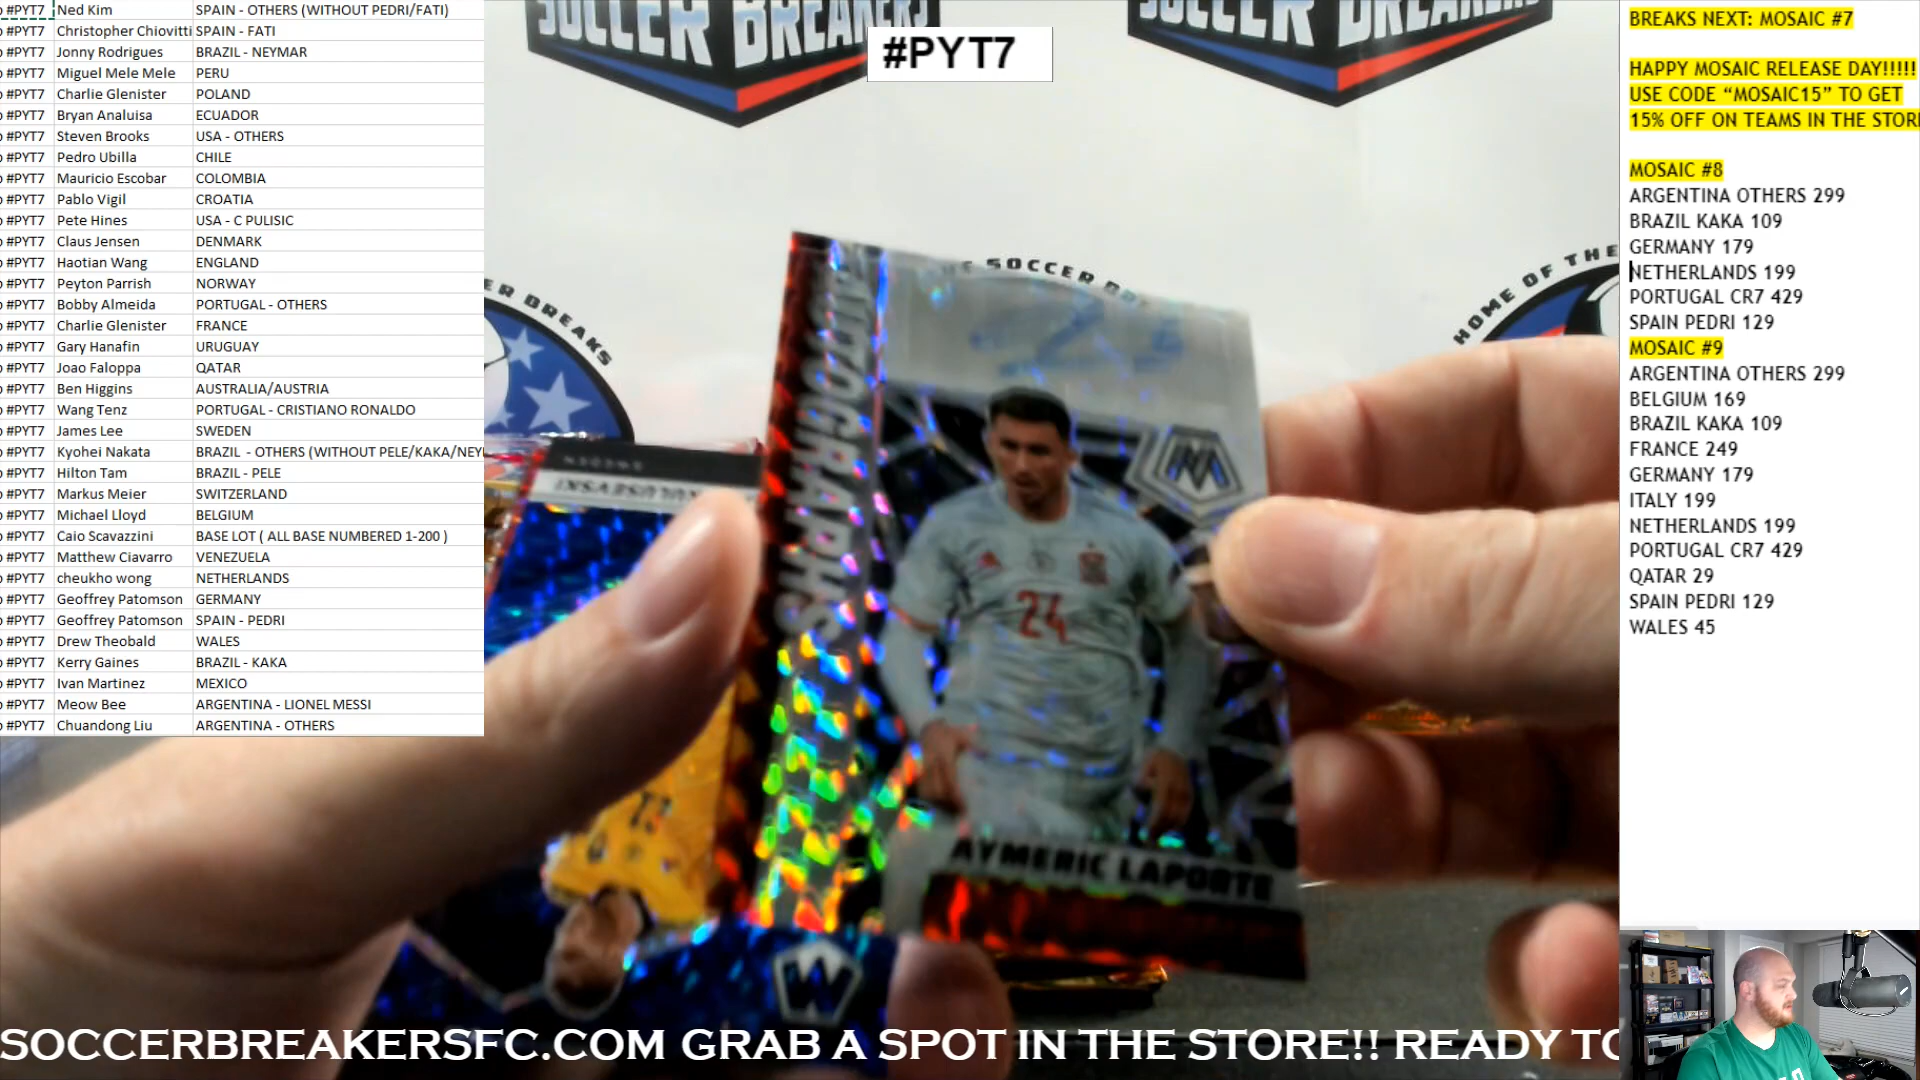 #PYT7 Ned Kim SPAIN - OTHERS (WITHOUT PEDRI/FATI)
#PYT7 Christopher Chiovitti SPAIN - FATI
#PYT7 Jonny Rodrigues BRAZIL - NEYMAR
#PYT7 Miguel Mele Mele PERU
#PYT7 Charlie Glenister POLAND
#PYT7 Bryan Analuisa ECUADOR
#PYT7 Steven Brooks USA - OTHERS
#PYT7 Pedro Ubilla CHILE
#PYT7 Mauricio Escobar COLOMBIA
#PYT7 Pablo Vigil CROATIA
#PYT7 Pete Hines USA - C PULISIC
#PYT7 Claus Jensen DENMARK
#PYT7 Haotian Wang ENGLAND
#PYT7 Peyton Parrish NORWAY
#PYT7 Bobby Almeida PORTUGAL - OTHERS
#PYT7 Charlie Glenister FRANCE
#PYT7 Gary Hanafin URUGUAY
#PYT7 Joao Faloppa QATAR
#PYT7 Ben Higgins AUSTRALIA/AUSTRIA
#PYT7 Wang Tenz PORTUGAL - CRISTIANO RONALDO
#PYT7 James Lee SWEDEN
#PYT7 Kyohei Nakata BRAZIL - OTHERS (WITHOUT PELE/KAKA/NEY
#PYT7 Hilton Tam BRAZIL - PELE
#PYT7 Markus Meier SWITZERLAND
#PYT7 Michael Lloyd BELGIUM
#PYT7 Caio Scavazzini BASE LOT ( ALL BASE NUMBERED 1-200 )
#PYT7 Matthew Ciavarro VENEZUELA
#PYT7 cheukho wong NETHERLANDS
#PYT7 Geoffrey Patomson GERMANY
#PYT7 Geoffrey Patomson SPAIN - PEDRI
#PYT7 Drew Theobald WALES
#PYT7 Kerry Gaines BRAZIL - KAKA
#PYT7 Ivan Martinez MEXICO
#PYT7 Meow Bee ARGENTINA - LIONEL MESSI
#PYT7 Chuandong Liu ARGENTINA - OTHERS
SOCCER BREAKERS
SOCCER BREAKERS
#PYT7
SOCCER
ER BREAKS
HOME OF THE
AUTOGRAPHS
24
AYMERIC LAPORTE
BREAKS NEXT: MOSAIC #7
HAPPY MOSAIC RELEASE DAY!!!!!
USE CODE “MOSAIC15” TO GET
15% OFF ON TEAMS IN THE STORE
MOSAIC #8
ARGENTINA OTHERS 299
BRAZIL KAKA 109
GERMANY 179
NETHERLANDS 199
PORTUGAL CR7 429
SPAIN PEDRI 129
MOSAIC #9
ARGENTINA OTHERS 299
BELGIUM 169
BRAZIL KAKA 109
FRANCE 249
GERMANY 179
ITALY 199
NETHERLANDS 199
PORTUGAL CR7 429
QATAR 29
SPAIN PEDRI 129
WALES 45
SOCCERBREAKERSFC.COM GRAB A SPOT IN THE STORE!! READY TO